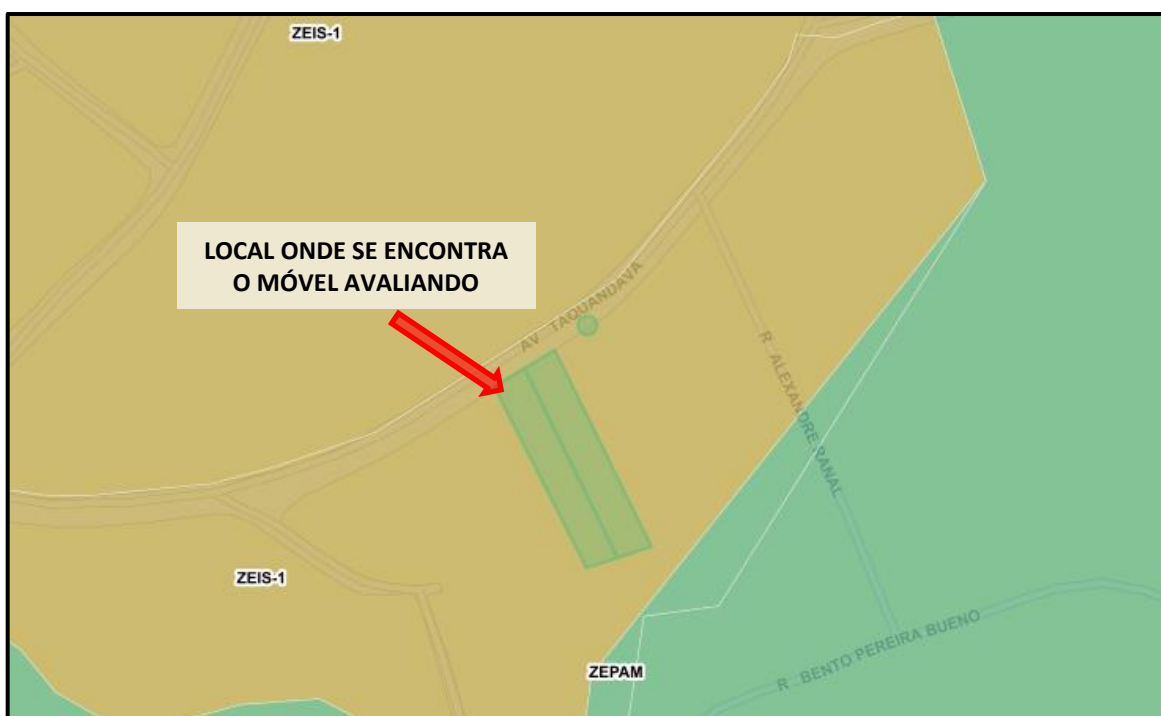 ZEIS-1
LOCAL ONDE SE ENCONTRA
O MÓVEL AVALIANDO
AV TAQUANDAVA
R ALEXANDRE RANAL
ZEIS-1
R BENTO PEREIRA BUENO
ZEPAM